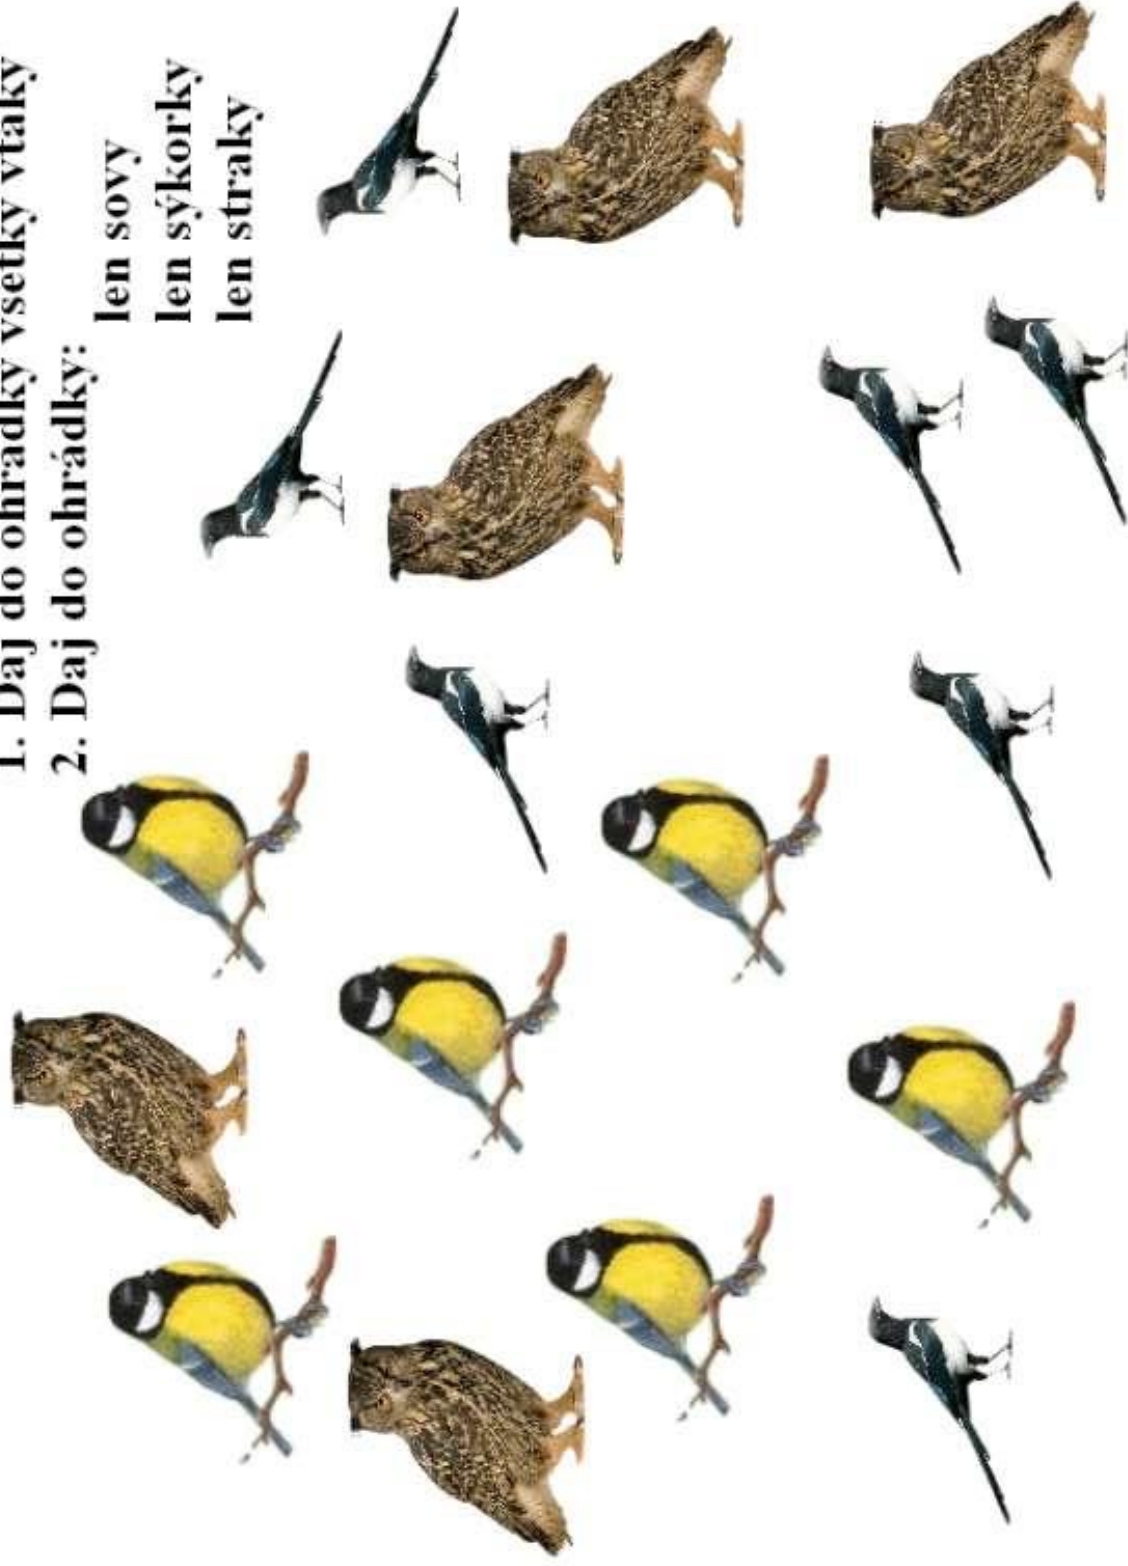 1. Daj do ohrádky všetky vtáky
2. Daj do ohrádky:
len sovy
len sýkorky
len straky